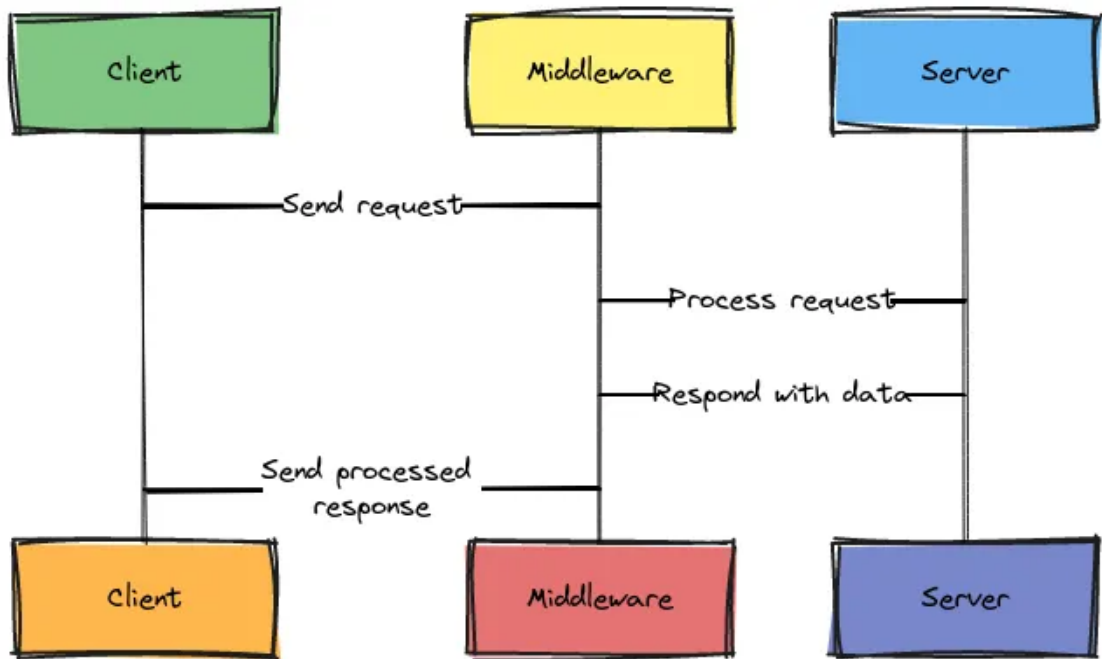 Client
Middleware
Server
Send request
Process request
Respond with data
Send processed
response
Client
Middleware
Server